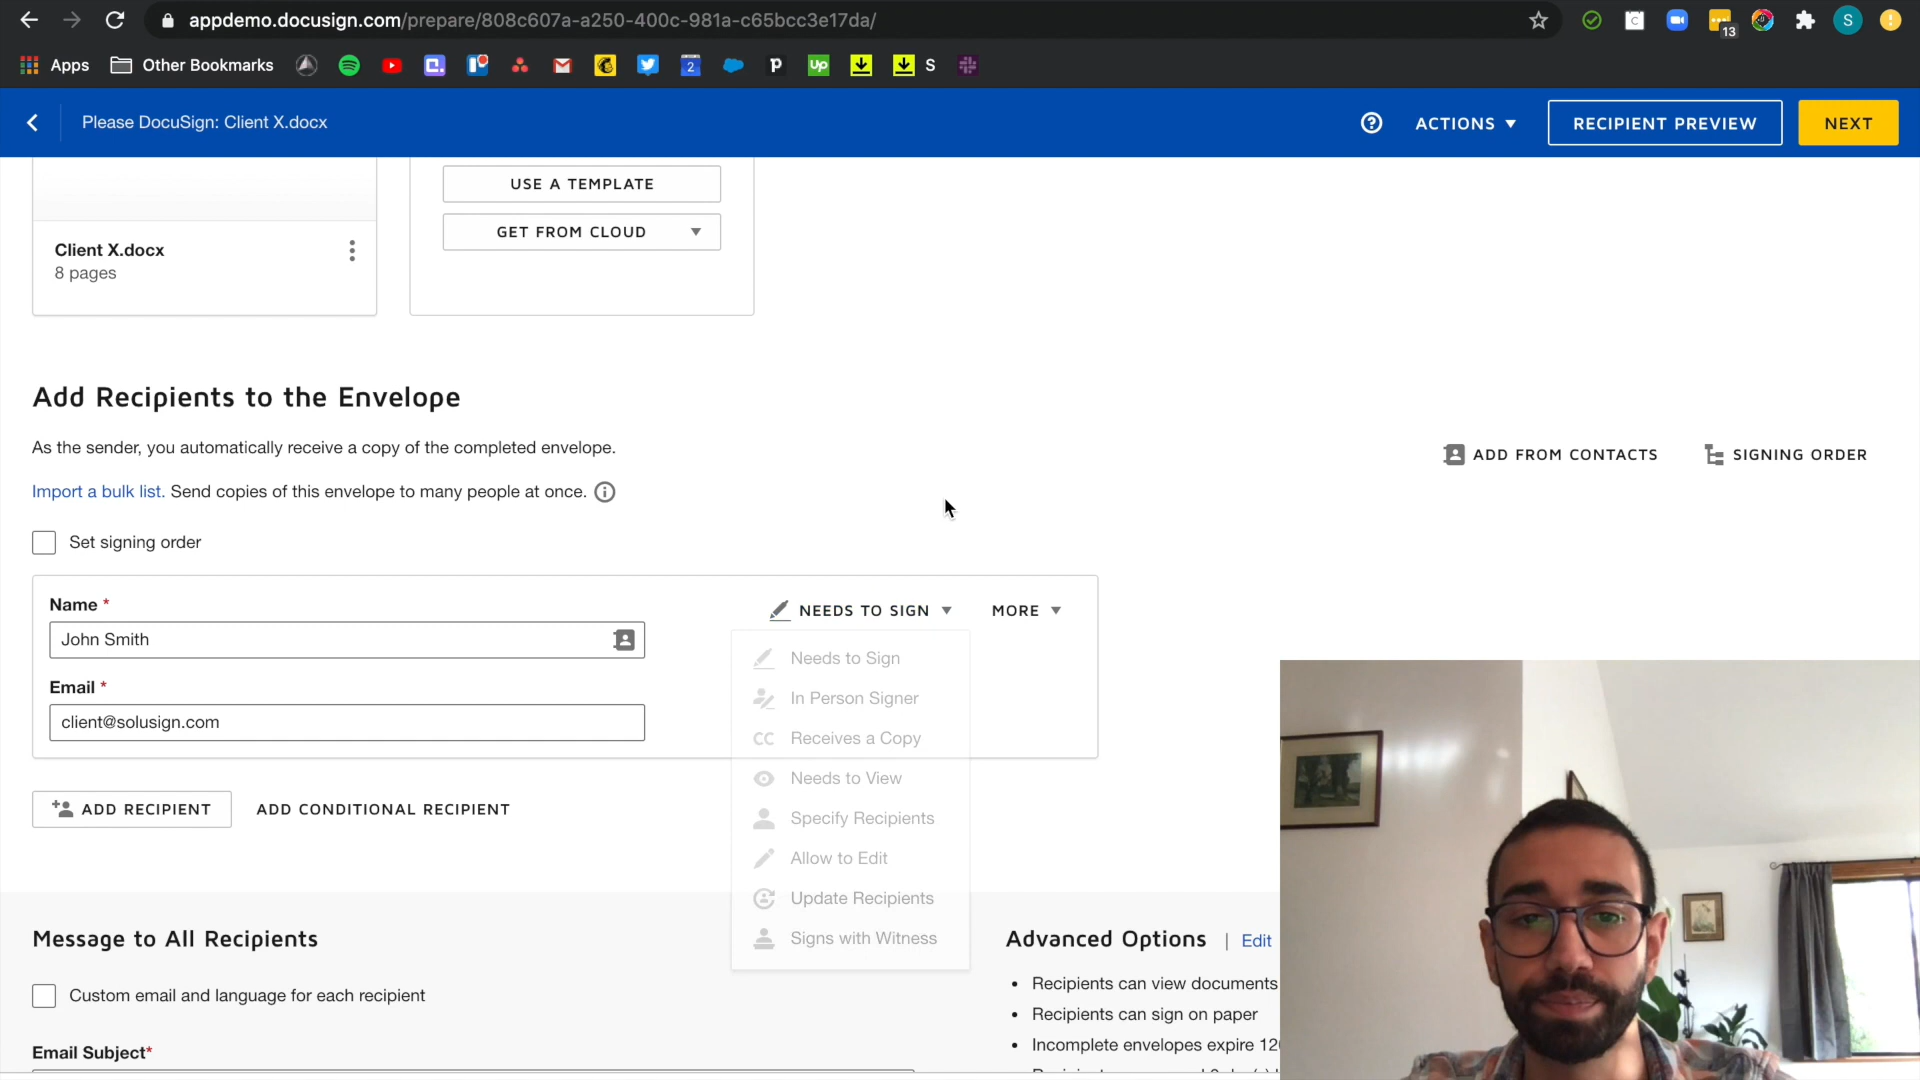 appdemo.docusign.com/prepare/808c607a-a250-400c-981a-c65bcc3e17da/
C
13
S
Apps
Other Bookmarks
2
P
Up
S
Please DocuSign: Client X.docx
ACTIONS
RECIPIENT PREVIEW
NEXT
USE A TEMPLATE
GET FROM CLOUD
Client X.docx
8 pages
Add Recipients to the Envelope
As the sender, you automatically receive a copy of the completed envelope.
ADD FROM CONTACTS
SIGNING ORDER
Import a bulk list. Send copies of this envelope to many people at once.
Set signing order
Name *
NEEDS TO SIGN
MORE
John Smith
Needs to Sign
Email *
In Person Signer
client@solusign.com
CC Receives a Copy
Needs to View
ADD RECIPIENT
ADD CONDITIONAL RECIPIENT
Specify Recipients
Allow to Edit
Update Recipients
Signs with Witness
Message to All Recipients
Advanced Options | Edit
Custom email and language for each recipient
Recipients can view documents
Recipients can sign on paper
Incomplete envelopes expire 120
Email Subject*